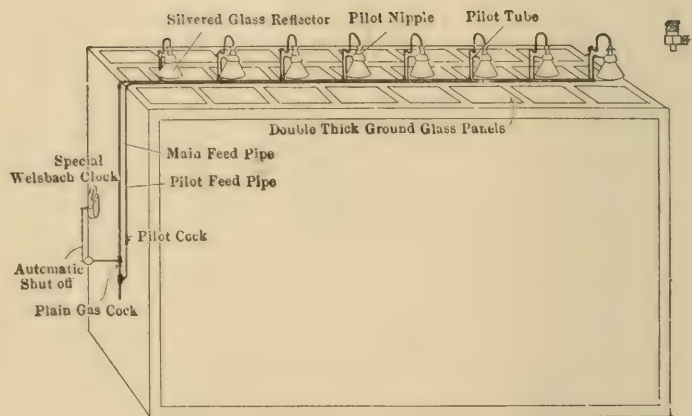 Silvered Glass Reflector
Pilot Nipple
Pilot Tube
Double Thick Ground Glass Panels
Main Feed Pipe
Special
Welsbach Clock
Pilot Feed Pipe
Pilot Cock
Automatic
Shut off
Plain Gas Cock